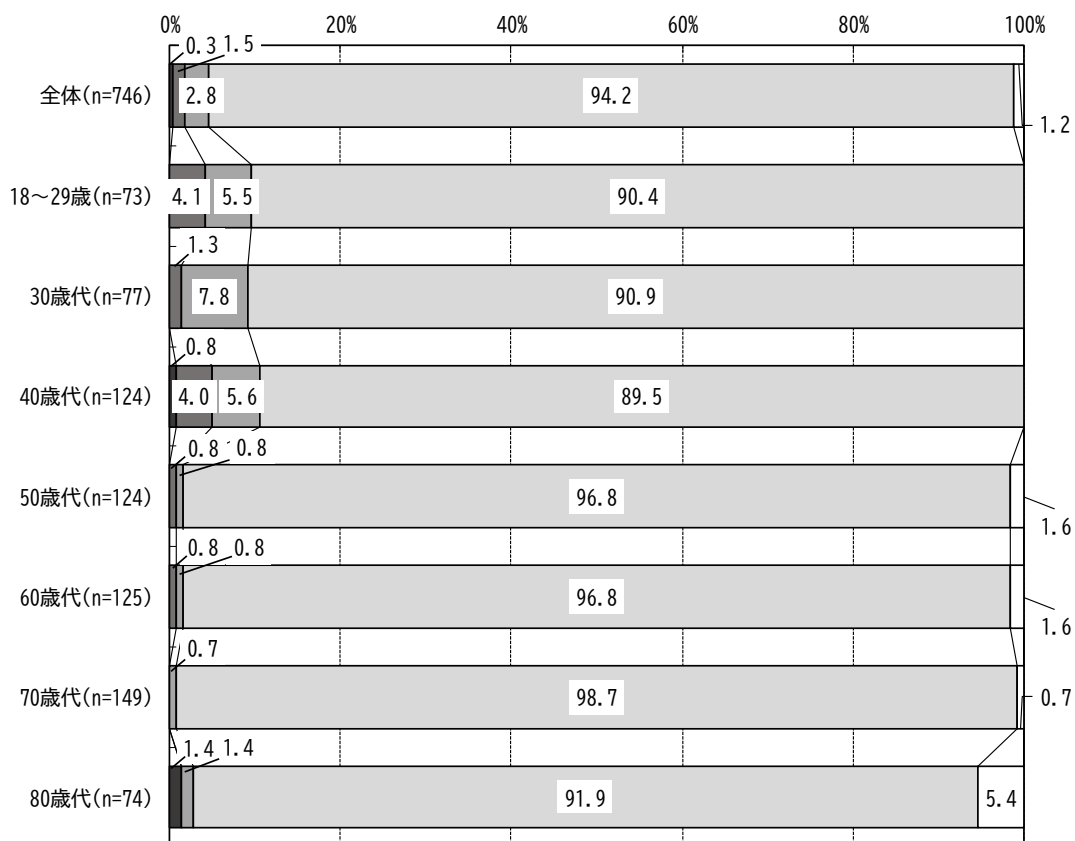 0% 20% 40% 60% 80% 100%
0.3 1.5
全体(n=746) 2.8 94.2
1.2
18～29歳(n=73) 4.1 5.5 90.4
1.3
30歳代(n=77) 7.8 90.9
0.8
40歳代(n=124) 4.0 5.6 89.5
0.8 0.8
50歳代(n=124) 96.8
1.6
0.8 0.8
60歳代(n=125) 96.8
1.6
0.7
70歳代(n=149) 98.7 0.7
1.4 1.4
80歳代(n=74) 91.9 5.4